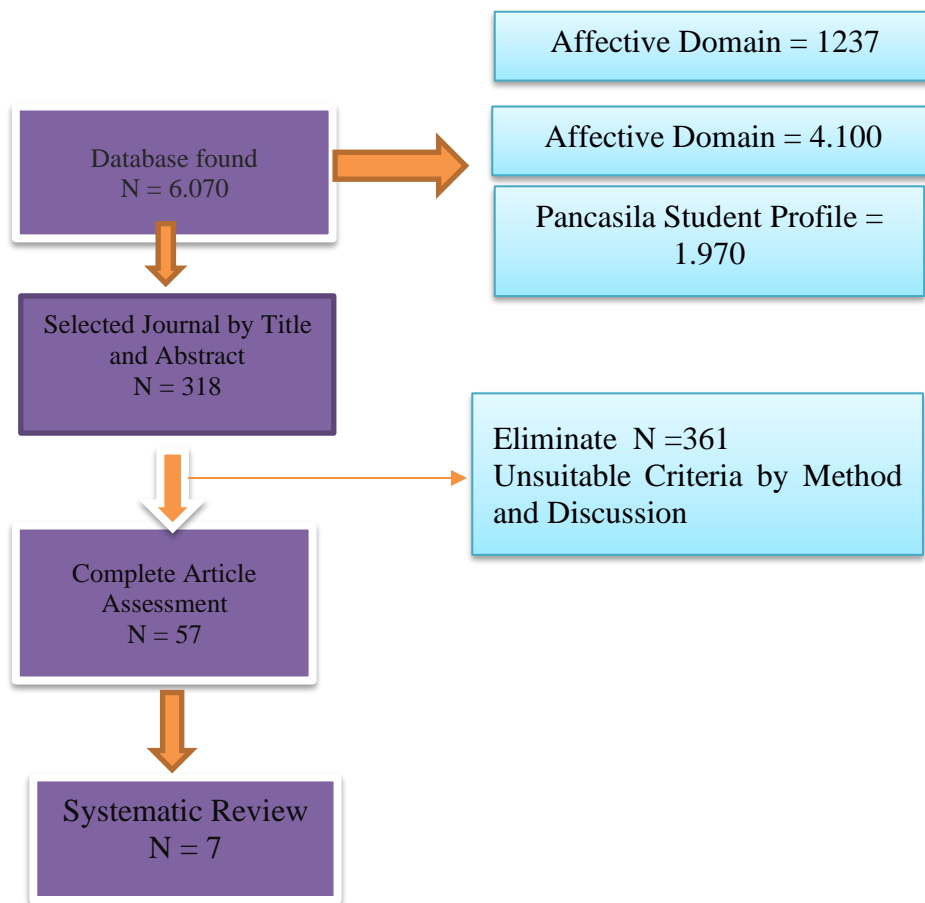 Affective Domain = 1237
Database found
N = 6.070
Affective Domain = 4.100
Pancasila Student Profile =
1.970
Selected Journal by Title
and Abstract
N = 318
Eliminate N =361
Unsuitable Criteria by Method
and Discussion
Complete Article
Assessment
N = 57
Systematic Review
N = 7